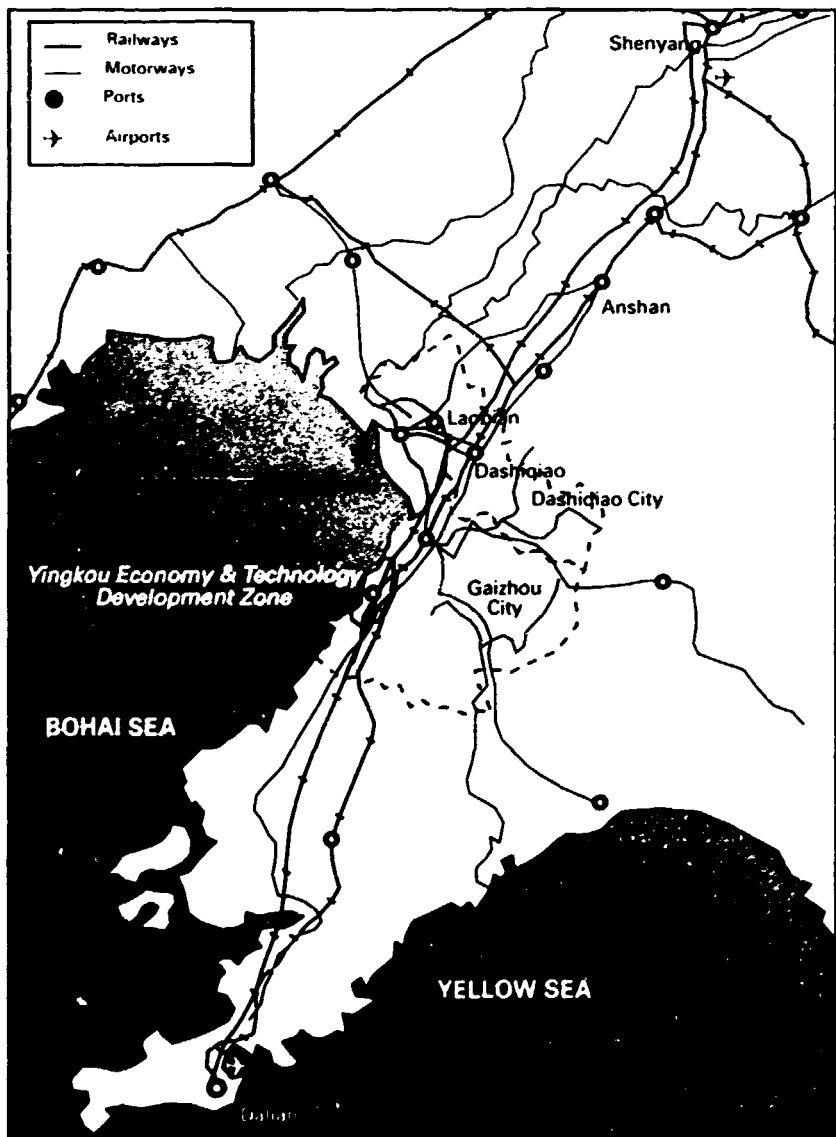 Railways
Motorways
Ports
Airports
Shenyang
Anshan
Laobian
Dashiqiao
Dashiqiao City
Yingkou Economy & Technology
Development Zone
Gaizhou
City
BOHAI SEA
YELLOW SEA
Dalian